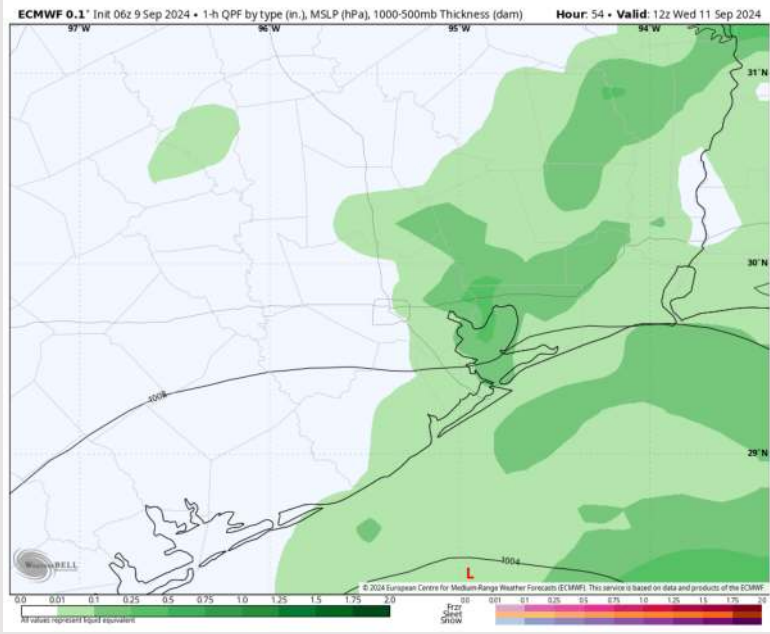 ECMWF 0.1° Init 06z 9 Sep 2024 • 1-h QPF by type (in.), MSLP (hPa), 1000-500mb Thickness (dam) Hour: 54 • Valid: 12z Wed 11 Sep 2024
97°W 96°W 95°W 94°W
31°N
30°N
1008
29°N
1004
L
WeatherBELL
© 2024 European Centre for Medium-Range Weather Forecasts (ECMWF). This service is based on data and products of the ECMWF
0.0 0.01 0.1 0.25 0.5 0.75 1.0 1.25 1.5 1.75 2.0
0.0 0.01 0.1 0.25 0.5 0.75 1.0 1.25 1.5 1.75 2.0
All values represent liquid equivalent
Frzr
Sleet
Snow